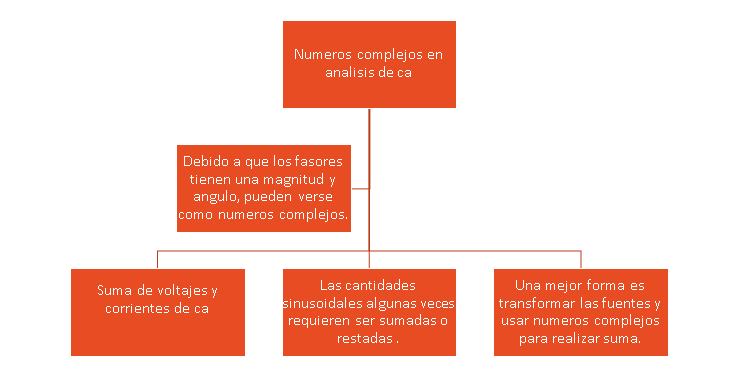 Numeros complejos en
analisis de ca
Debido a que los fasores
tienen una magnitud y
angulo, pueden verse
como numeros complejos.
Suma de voltajes y
corrientes de ca
Las cantidades
sinusoidales algunas veces
requieren ser sumadas o
restadas .
Una mejor forma es
transformar las fuentes y
usar numeros complejos
para realizar suma.